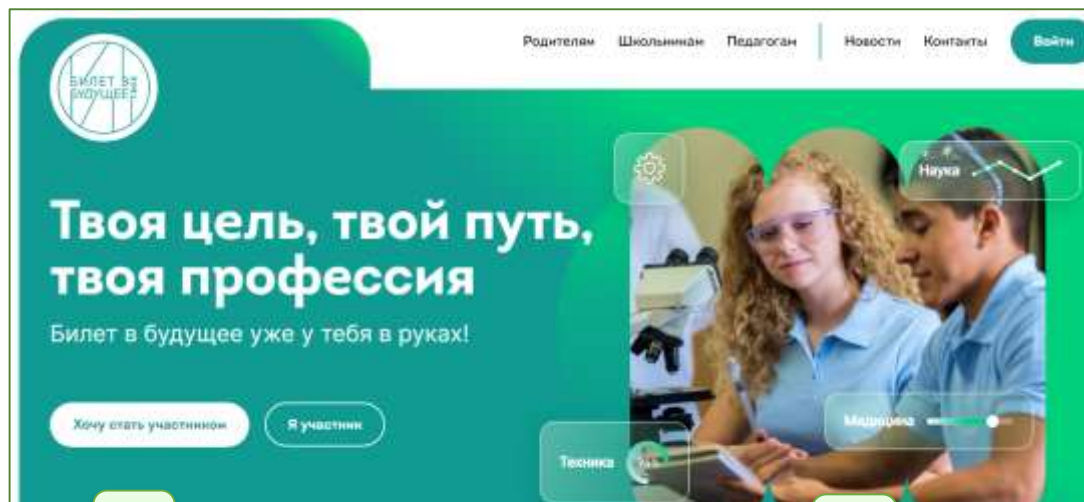 Родителям Школьникам Педагогам Новости Контакты Войти
БИЛЕТ В
БУДУЩЕЕ
Наука
Твоя цель, твой путь,
твоя профессия
Билет в будущее уже у тебя в руках!
Хочу стать участником Я участник
Медицина
Техника